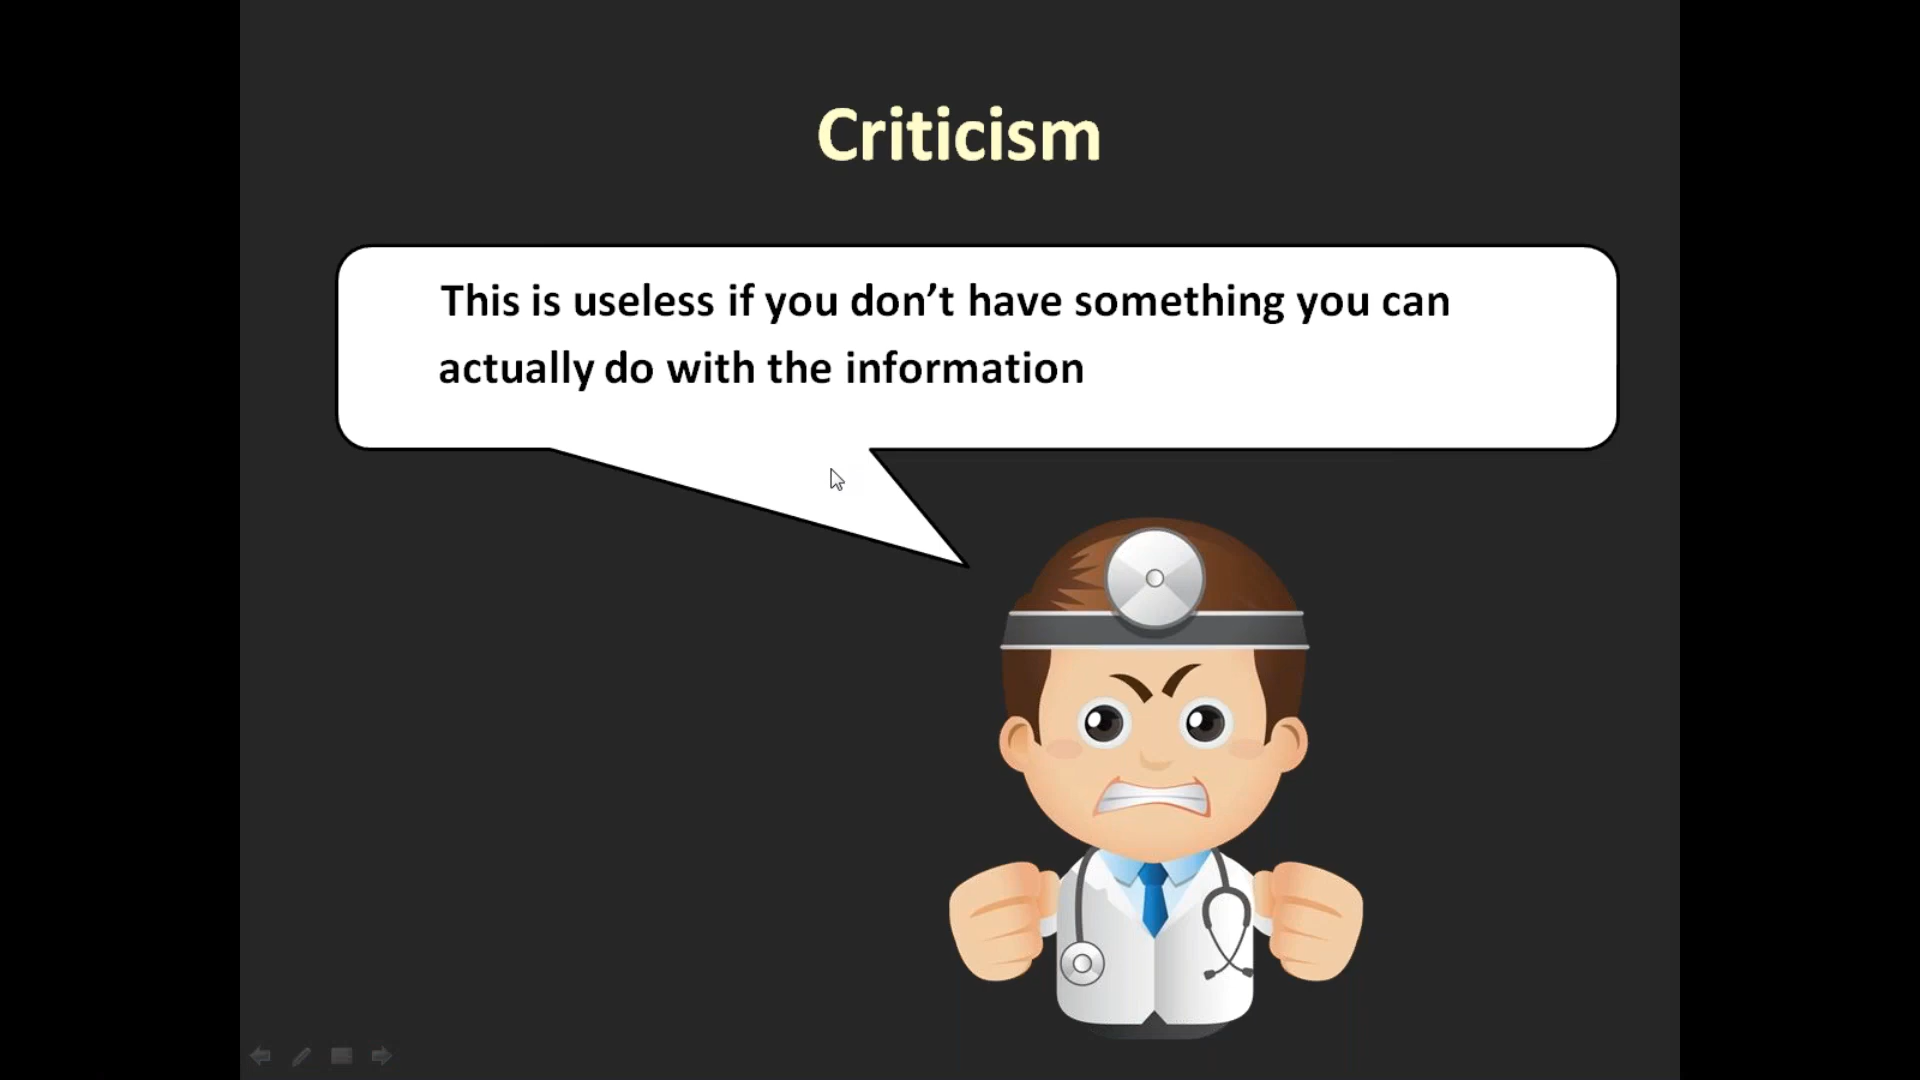 Criticism
This is useless if you don’t have something you can
actually do with the information